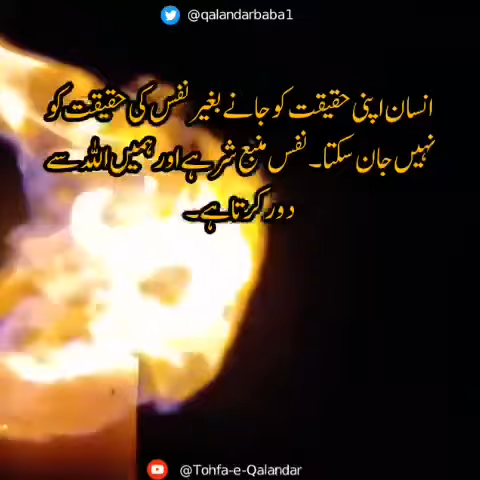 @qalandarbaba1
انسان اپنی حقیقت کو جانے بغیر نفس کی حقیقت کو
نہیں جان سکتا۔ نفس منبع شر ہے اور ہمیں اللہ سے
دور کرتا ہے۔
@Tohfa-e-Qalandar